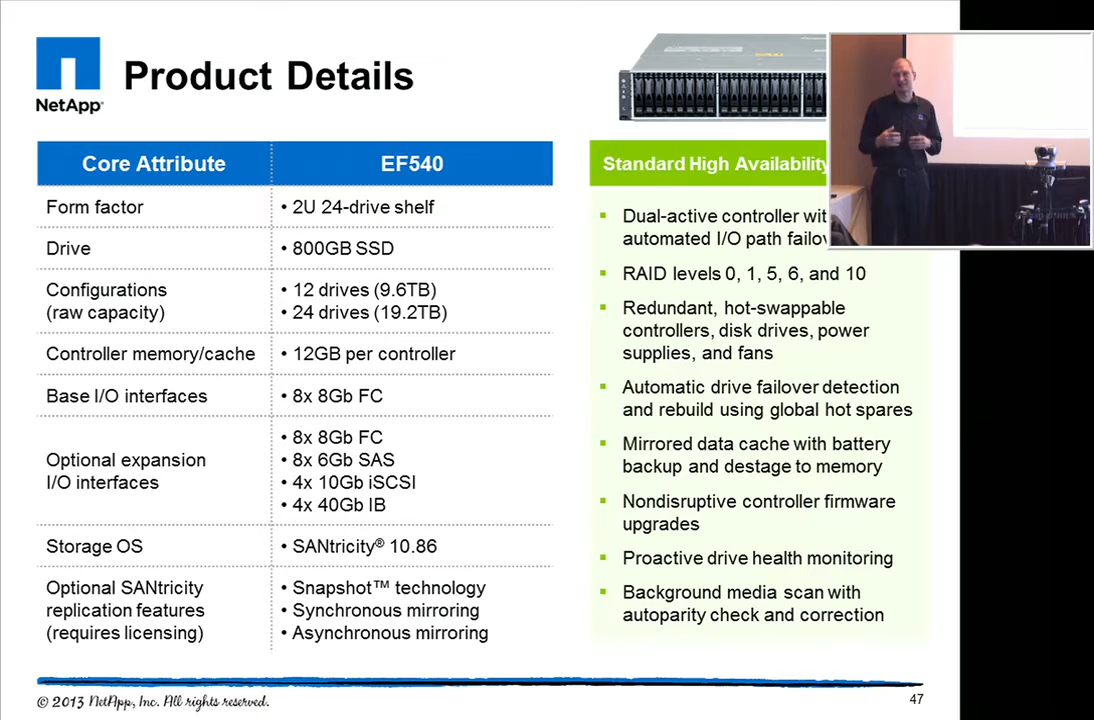 NetApp®
Product Details
Core Attribute
EF540
Form factor
• 2U 24-drive shelf
Drive
• 800GB SSD
Configurations
(raw capacity)
• 12 drives (9.6TB)
• 24 drives (19.2TB)
Controller memory/cache
• 12GB per controller
Base I/O interfaces
• 8x 8Gb FC
Optional expansion
I/O interfaces
• 8x 8Gb FC
• 8x 6Gb SAS
• 4x 10Gb iSCSI
• 4x 40Gb IB
Storage OS
• SANtricity® 10.86
Optional SANtricity
replication features
(requires licensing)
• Snapshot™ technology
• Synchronous mirroring
• Asynchronous mirroring
Standard High Availability
Dual-active controller
automated I/O path
RAID levels 0, 1, 5, 6, and 10
Redundant, hot-swappable
controllers, disk drives, power
supplies, and fans
Automatic drive failover detection
and rebuild using global hot spares
Mirrored data cache with battery
backup and destage to memory
Nondisruptive controller firmware
upgrades
Proactive drive health monitoring
Background media scan with
autoparity check and correction
© 2013 NetApp, Inc. All rights reserved.
47